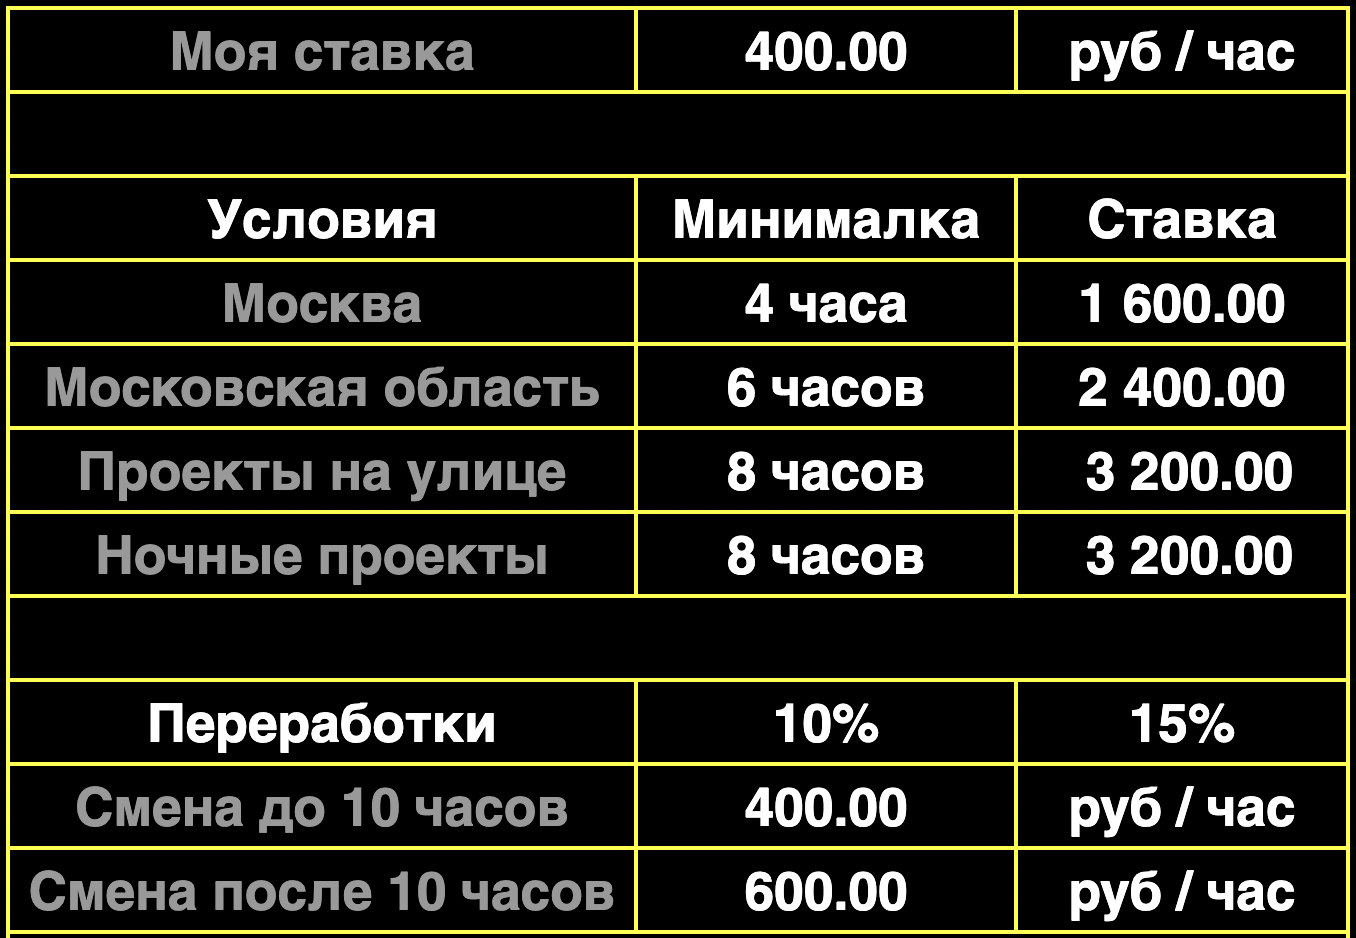 Моя ставка 400.00 руб / час
Условия Минималка Ставка
Москва 4 часа 1 600.00
Московская область 6 часов 2 400.00
Проекты на улице 8 часов 3 200.00
Ночные проекты 8 часов 3 200.00
Переработки 10% 15%
Смена до 10 часов 400.00 руб / час
Смена после 10 часов 600.00 руб / час